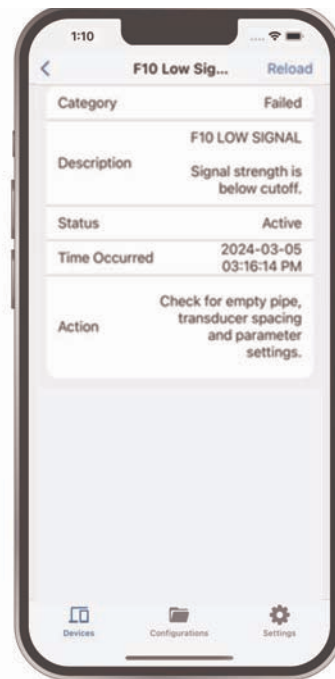 1:10
F10 Low Sig... Reload
Category Failed
Description
F10 LOW SIGNAL
Signal strength is
below cutoff.
Status Active
Time Occurred
2024-03-05
03:16:14 PM
Action
Check for empty pipe,
transducer spacing
and parameter
settings.
Devices Configurations Settings